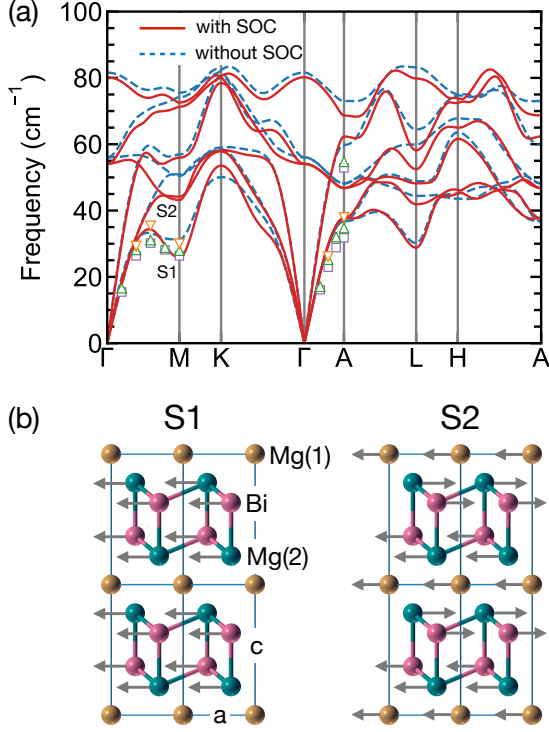 (a)
100
80
60
40
20
0
Frequency (cm⁻¹)
with SOC
without SOC
S2
S1
Γ M K Γ A L H A
(b)
S1 S2
Mg(1)
Bi
Mg(2)
c
a